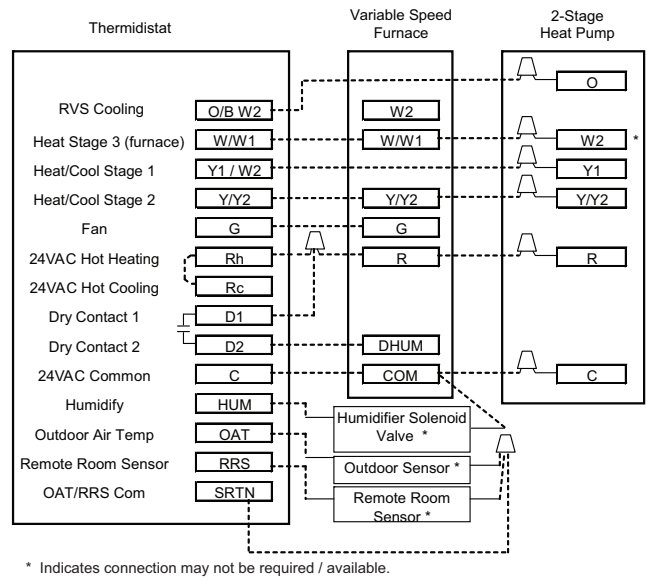 Thermidistat
Variable Speed
Furnace
2-Stage
Heat Pump
O
RVS Cooling
O/B W2
W2
Heat Stage 3 (furnace)
W/W1
W/W1
W2
*
Heat/Cool Stage 1
Y1 / W2
Y1
Heat/Cool Stage 2
Y/Y2
Y/Y2
Y/Y2
Fan
G
G
24VAC Hot Heating
Rh
R
R
24VAC Hot Cooling
Rc
Dry Contact 1
D1
Dry Contact 2
D2
DHUM
24VAC Common
C
COM
C
Humidify
HUM
Humidifier Solenoid
Valve *
Outdoor Air Temp
OAT
Outdoor Sensor *
Remote Room Sensor
RRS
Remote Room
Sensor *
OAT/RRS Com
SRTN
* Indicates connection may not be required / available.